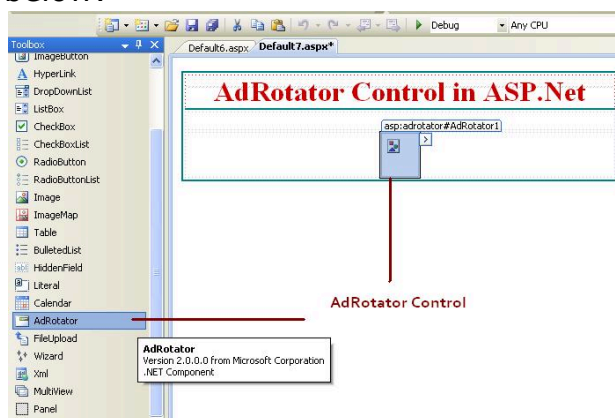 below:
Debug
Any CPU
Toolbox
Default6.aspx
Default7.aspx*
ImageButton
HyperLink
DropDownList
ListBox
CheckBox
CheckBoxList
RadioButton
RadioButtonList
Image
ImageMap
Table
BulletedList
HiddenField
Literal
Calendar
AdRotator
FileUpload
Wizard
Xml
MultiView
Panel
AdRotator Control in ASP.Net
asp:adrotator#AdRotator1
AdRotator Control
AdRotator
Version 2.0.0.0 from Microsoft Corporation
.NET Component